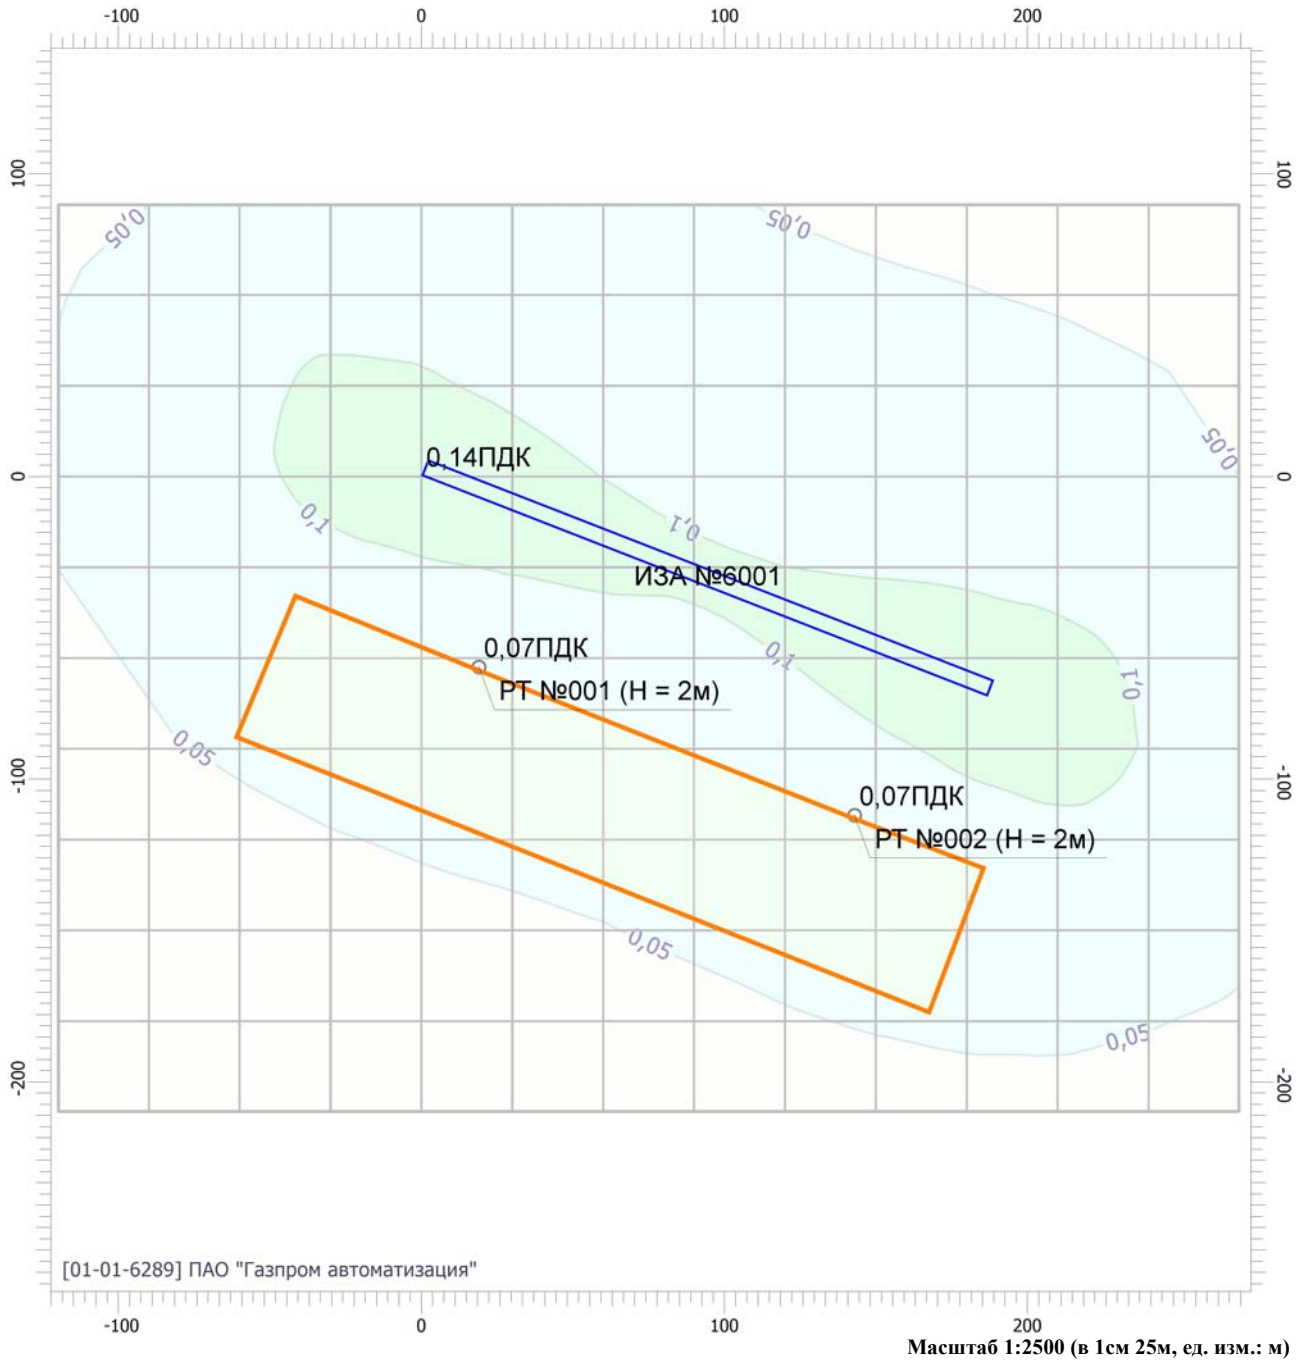 -100 0 100 200
100 100
0,05 0,05
0,14ПДК
0 0,05 0
0,1 0,1
ИЗА №6001
0,07ПДК 0,1
0,1
РТ №001 (Н = 2м)
0,05
-100 -100
0,07ПДК
РТ №002 (Н = 2м)
0,05
0,05
-200 -200
[01-01-6289] ПАО "Газпром автоматизация"
-100 0 100 200
Масштаб 1:2500 (в 1см 25м, ед. изм.: м)